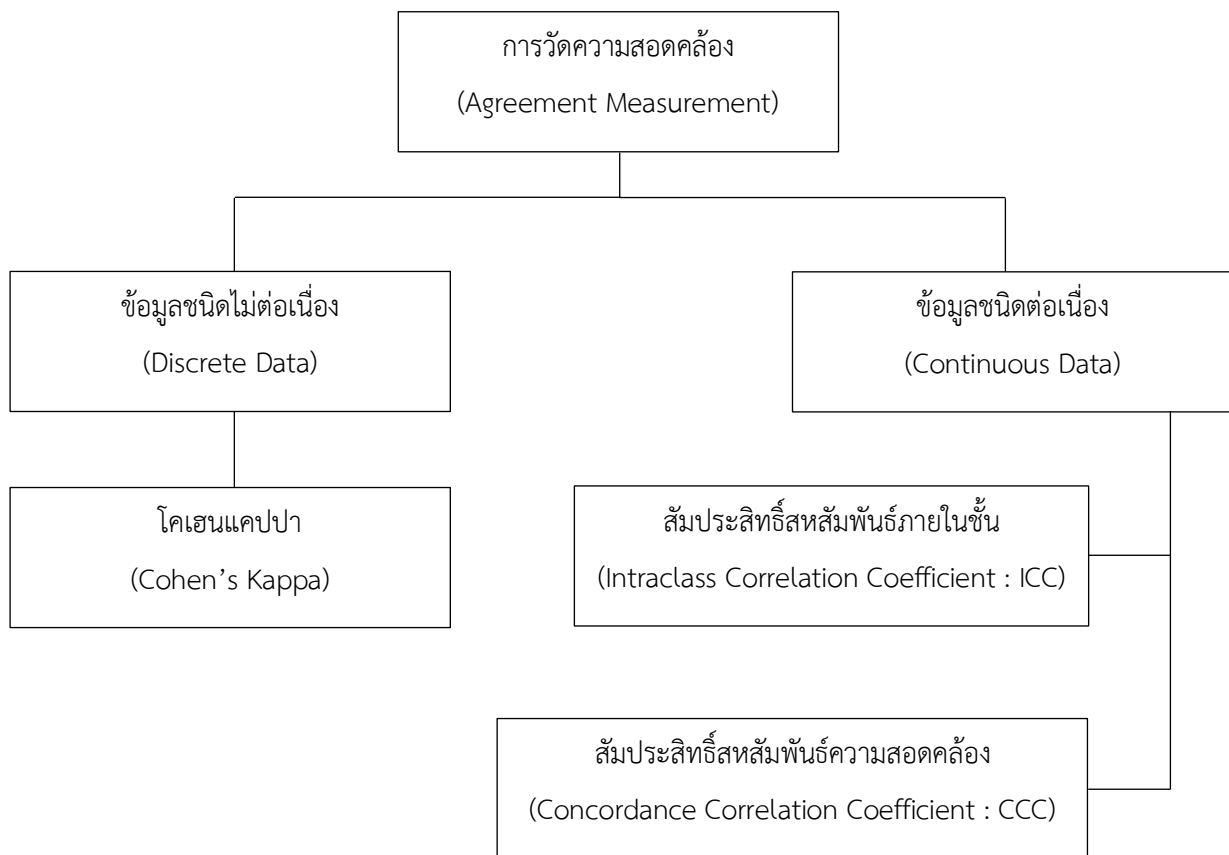 การวัดความสอดคล้อง
(Agreement Measurement)
ข้อมูลชนิดไม่ต่อเนื่อง
(Discrete Data)
ข้อมูลชนิดต่อเนื่อง
(Continuous Data)
โคเฮนแคปปา
(Cohen’s Kappa)
สัมประสิทธิ์สหสัมพันธ์ภายในชั้น
(Intraclass Correlation Coefficient : ICC)
สัมประสิทธิ์สหสัมพันธ์ความสอดคล้อง
(Concordance Correlation Coefficient : CCC)